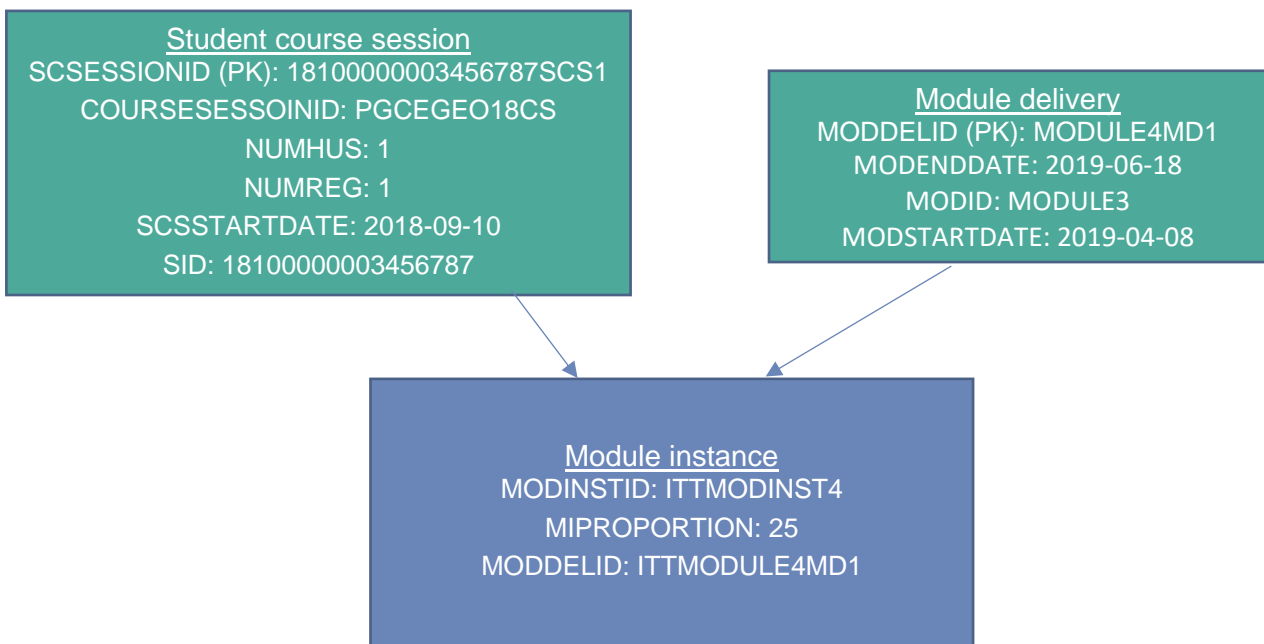 Student course session
SCSESSIONID (PK): 18100000003456787SCS1
COURSESESSOINID: PGCEGEO18CS
NUMHUS: 1
NUMREG: 1
SCSSTARTDATE: 2018-09-10
SID: 18100000003456787
Module delivery
MODDELID (PK): MODULE4MD1
MODENDDATE: 2019-06-18
MODID: MODULE3
MODSTARTDATE: 2019-04-08
Module instance
MODINSTID: ITTMODINST4
MIPROPORTION: 25
MODDELID: ITTMODULE4MD1